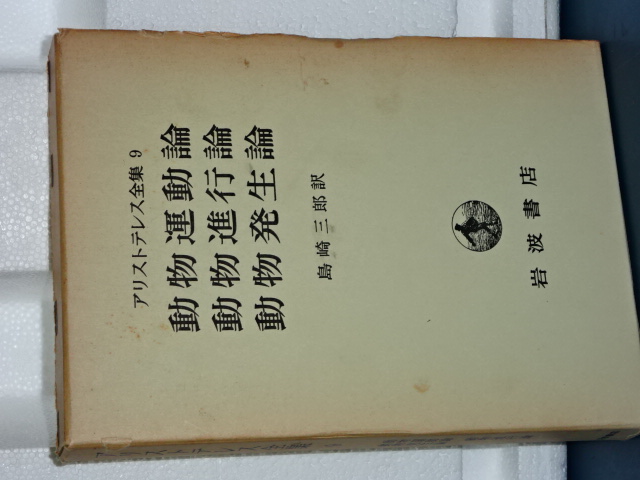 アリストテレス全集 9
動物運動論
動物進行論
動物発生論
島崎三郎訳
岩波書店